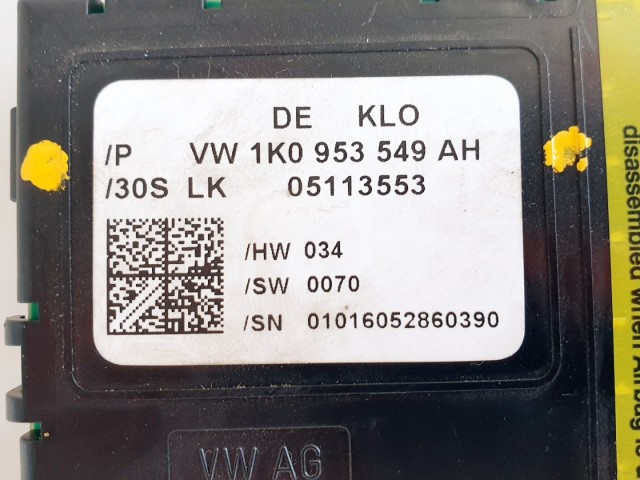 DE KLO
/P VW 1K0 953 549 AH
/30S LK 05113553
/HW 034
/SW 0070
/SN 01016052860390
VW AG
disassembled when Airbag is